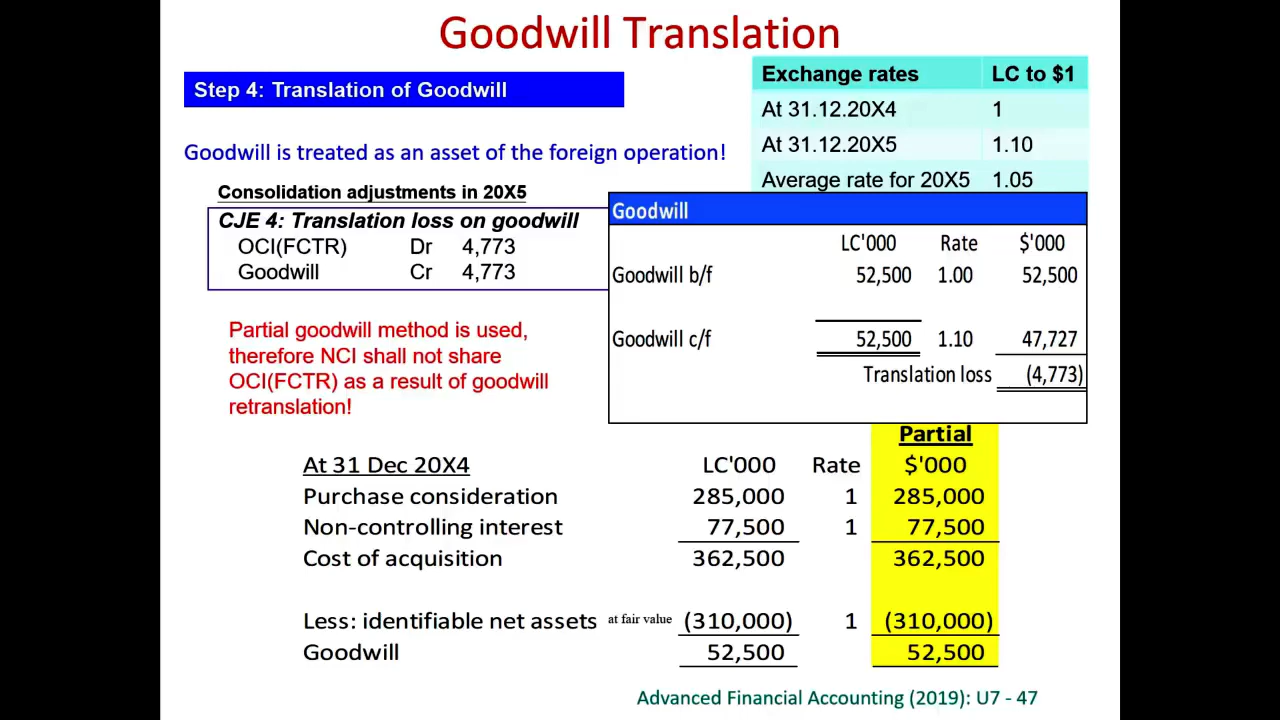 Goodwill Translation
Step 4: Translation of Goodwill
Exchange rates LC to $1
At 31.12.20X4 1
At 31.12.20X5 1.10
Average rate for 20X5 1.05
Goodwill is treated as an asset of the foreign operation!
Consolidation adjustments in 20X5
CJE 4: Translation loss on goodwill
OCI(FCTR) Dr 4,773
Goodwill Cr 4,773
Goodwill
LC'000 Rate $'000
Goodwill b/f 52,500 1.00 52,500
Goodwill c/f 52,500 1.10 47,727
Translation loss (4,773)
Partial goodwill method is used,
therefore NCI shall not share
OCI(FCTR) as a result of goodwill
retranslation!
Partial
At 31 Dec 20X4 LC'000 Rate $'000
Purchase consideration 285,000 1 285,000
Non-controlling interest 77,500 1 77,500
Cost of acquisition 362,500 362,500
Less: identifiable net assets at fair value (310,000) 1 (310,000)
Goodwill 52,500 52,500
Advanced Financial Accounting (2019): U7 - 47